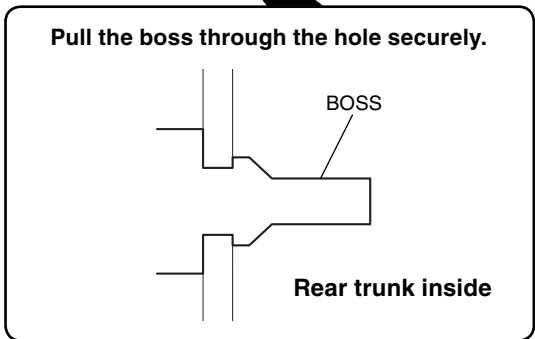 Pull the boss through the hole securely.
BOSS
Rear trunk inside